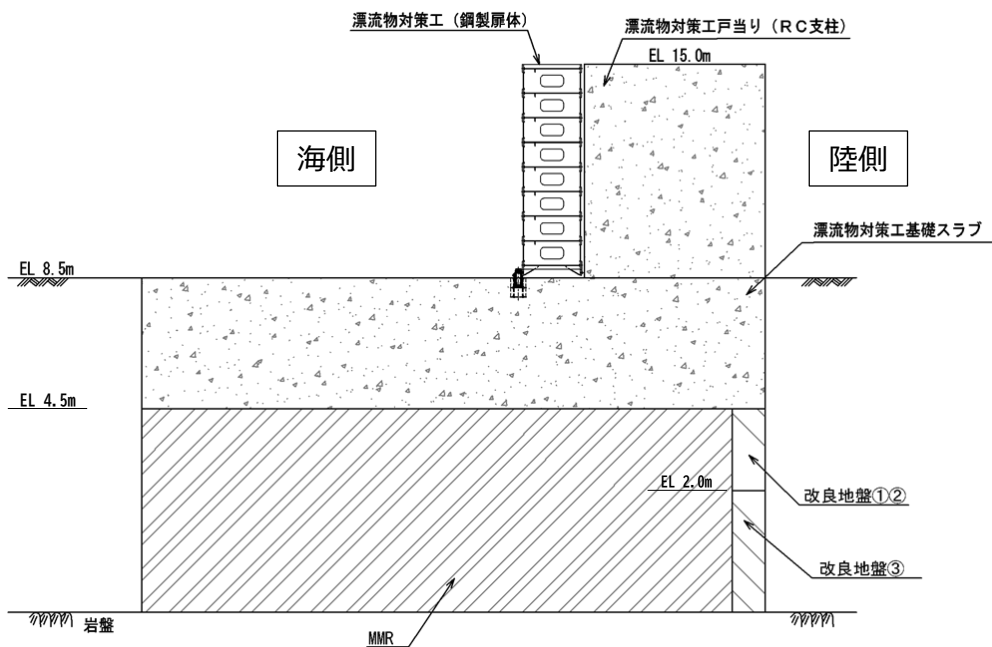 漂流物対策工（鋼製扉体）
漂流物対策工戸当り（ＲＣ支柱）
EL 15.0m
海側
陸側
漂流物対策工基礎スラブ
EL 8.5m
EL 4.5m
EL 2.0m
改良地盤①②
改良地盤③
岩盤
MMR